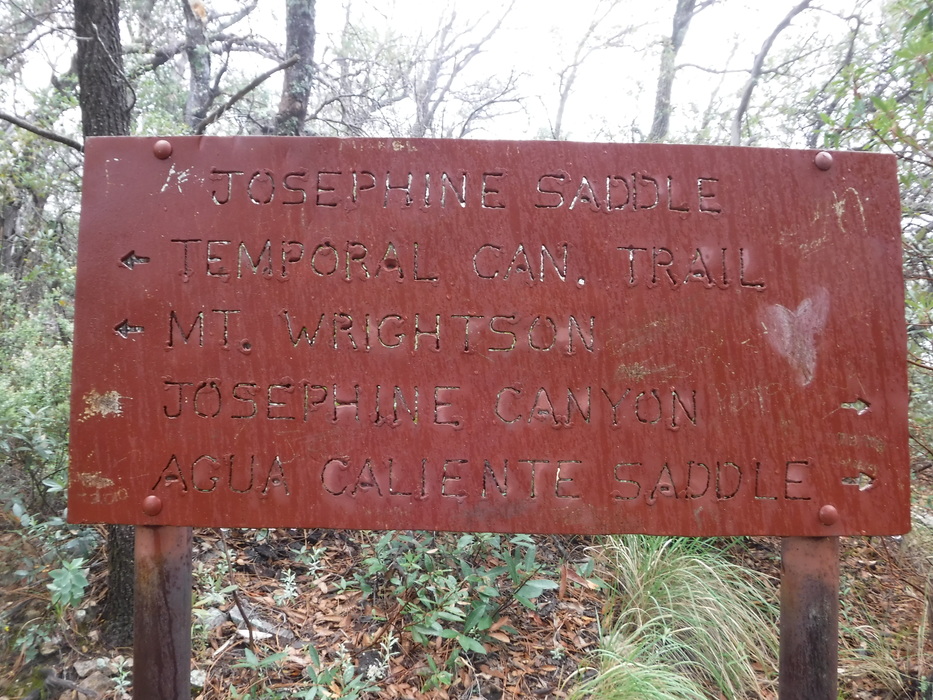 JOSEPHINE SADDLE
← TEMPORAL CAN. TRAIL
← MT. WRIGHTSON
JOSEPHINE CANYON →
AGUA CALIENTE SADDLE →